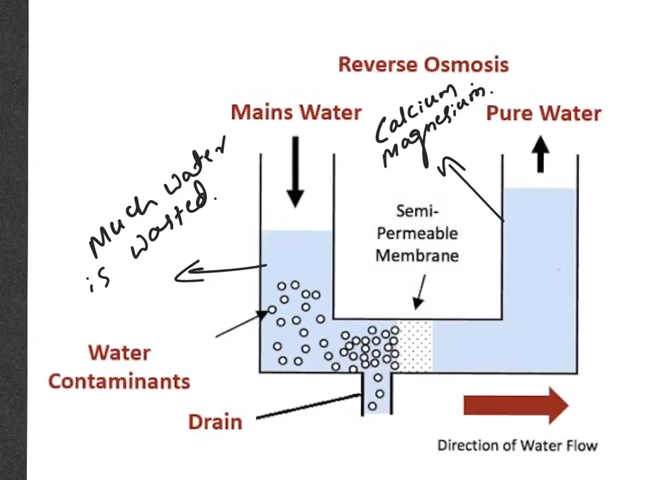 Reverse Osmosis
Mains Water
Calcium
Magnesium.
Pure Water
Much water
is wasted.
Semi-
Permeable
Membrane
Water
Contaminants
Drain
Direction of Water Flow